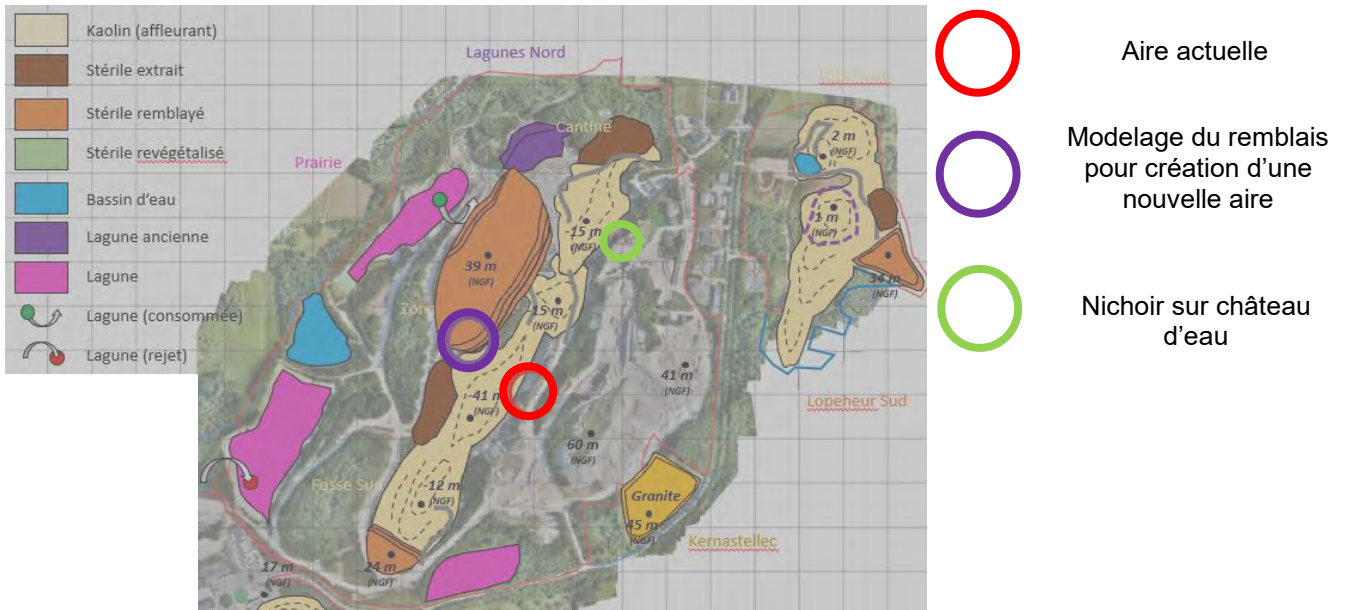 Kaolin (affleurant)
Stérile extrait
Stérile remblayé
Stérile revégétalisé
Bassin d'eau
Lagune ancienne
Lagune
Lagune (consommée)
Lagune (rejet)
Lagunes Nord
Cantine
Prairie
39 m
(NGF)
-15 m
(NGF)
-15 m
(NGF)
Zone
-41 m
(NGF)
41 m
(NGF)
60 m
(NGF)
Fosse Sud
-12 m
(NGF)
24 m
(NGF)
17 m
(NGF)
Granite
45 m
(NGF)
Kernastellec
2 m
(NGF)
1 m
(NGF)
34 m
(NGF)
Lopeheur Sud
Aire actuelle
Modelage du remblais
pour création d'une
nouvelle aire
Nichoir sur château
d'eau